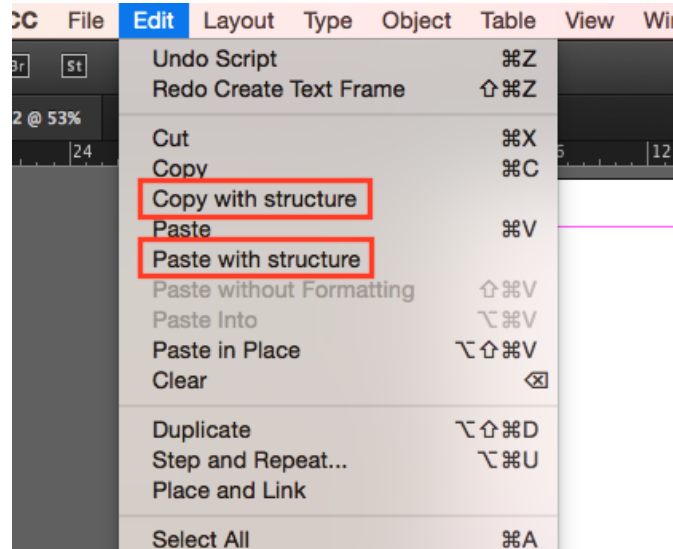 CC File Edit Layout Type Object Table View Wi
Br St
Undo Script ⌘Z
Redo Create Text Frame ⇧⌘Z
2 @ 53%
Cut ⌘X
24 6 12
Copy ⌘C
Copy with structure
Paste ⌘V
Paste with structure
Paste without Formatting ⇧⌘V
Paste Into ⌥⌘V
Paste in Place ⌥⇧⌘V
Clear ⌫
Duplicate ⌥⇧⌘D
Step and Repeat... ⌥⌘U
Place and Link
Select All ⌘A